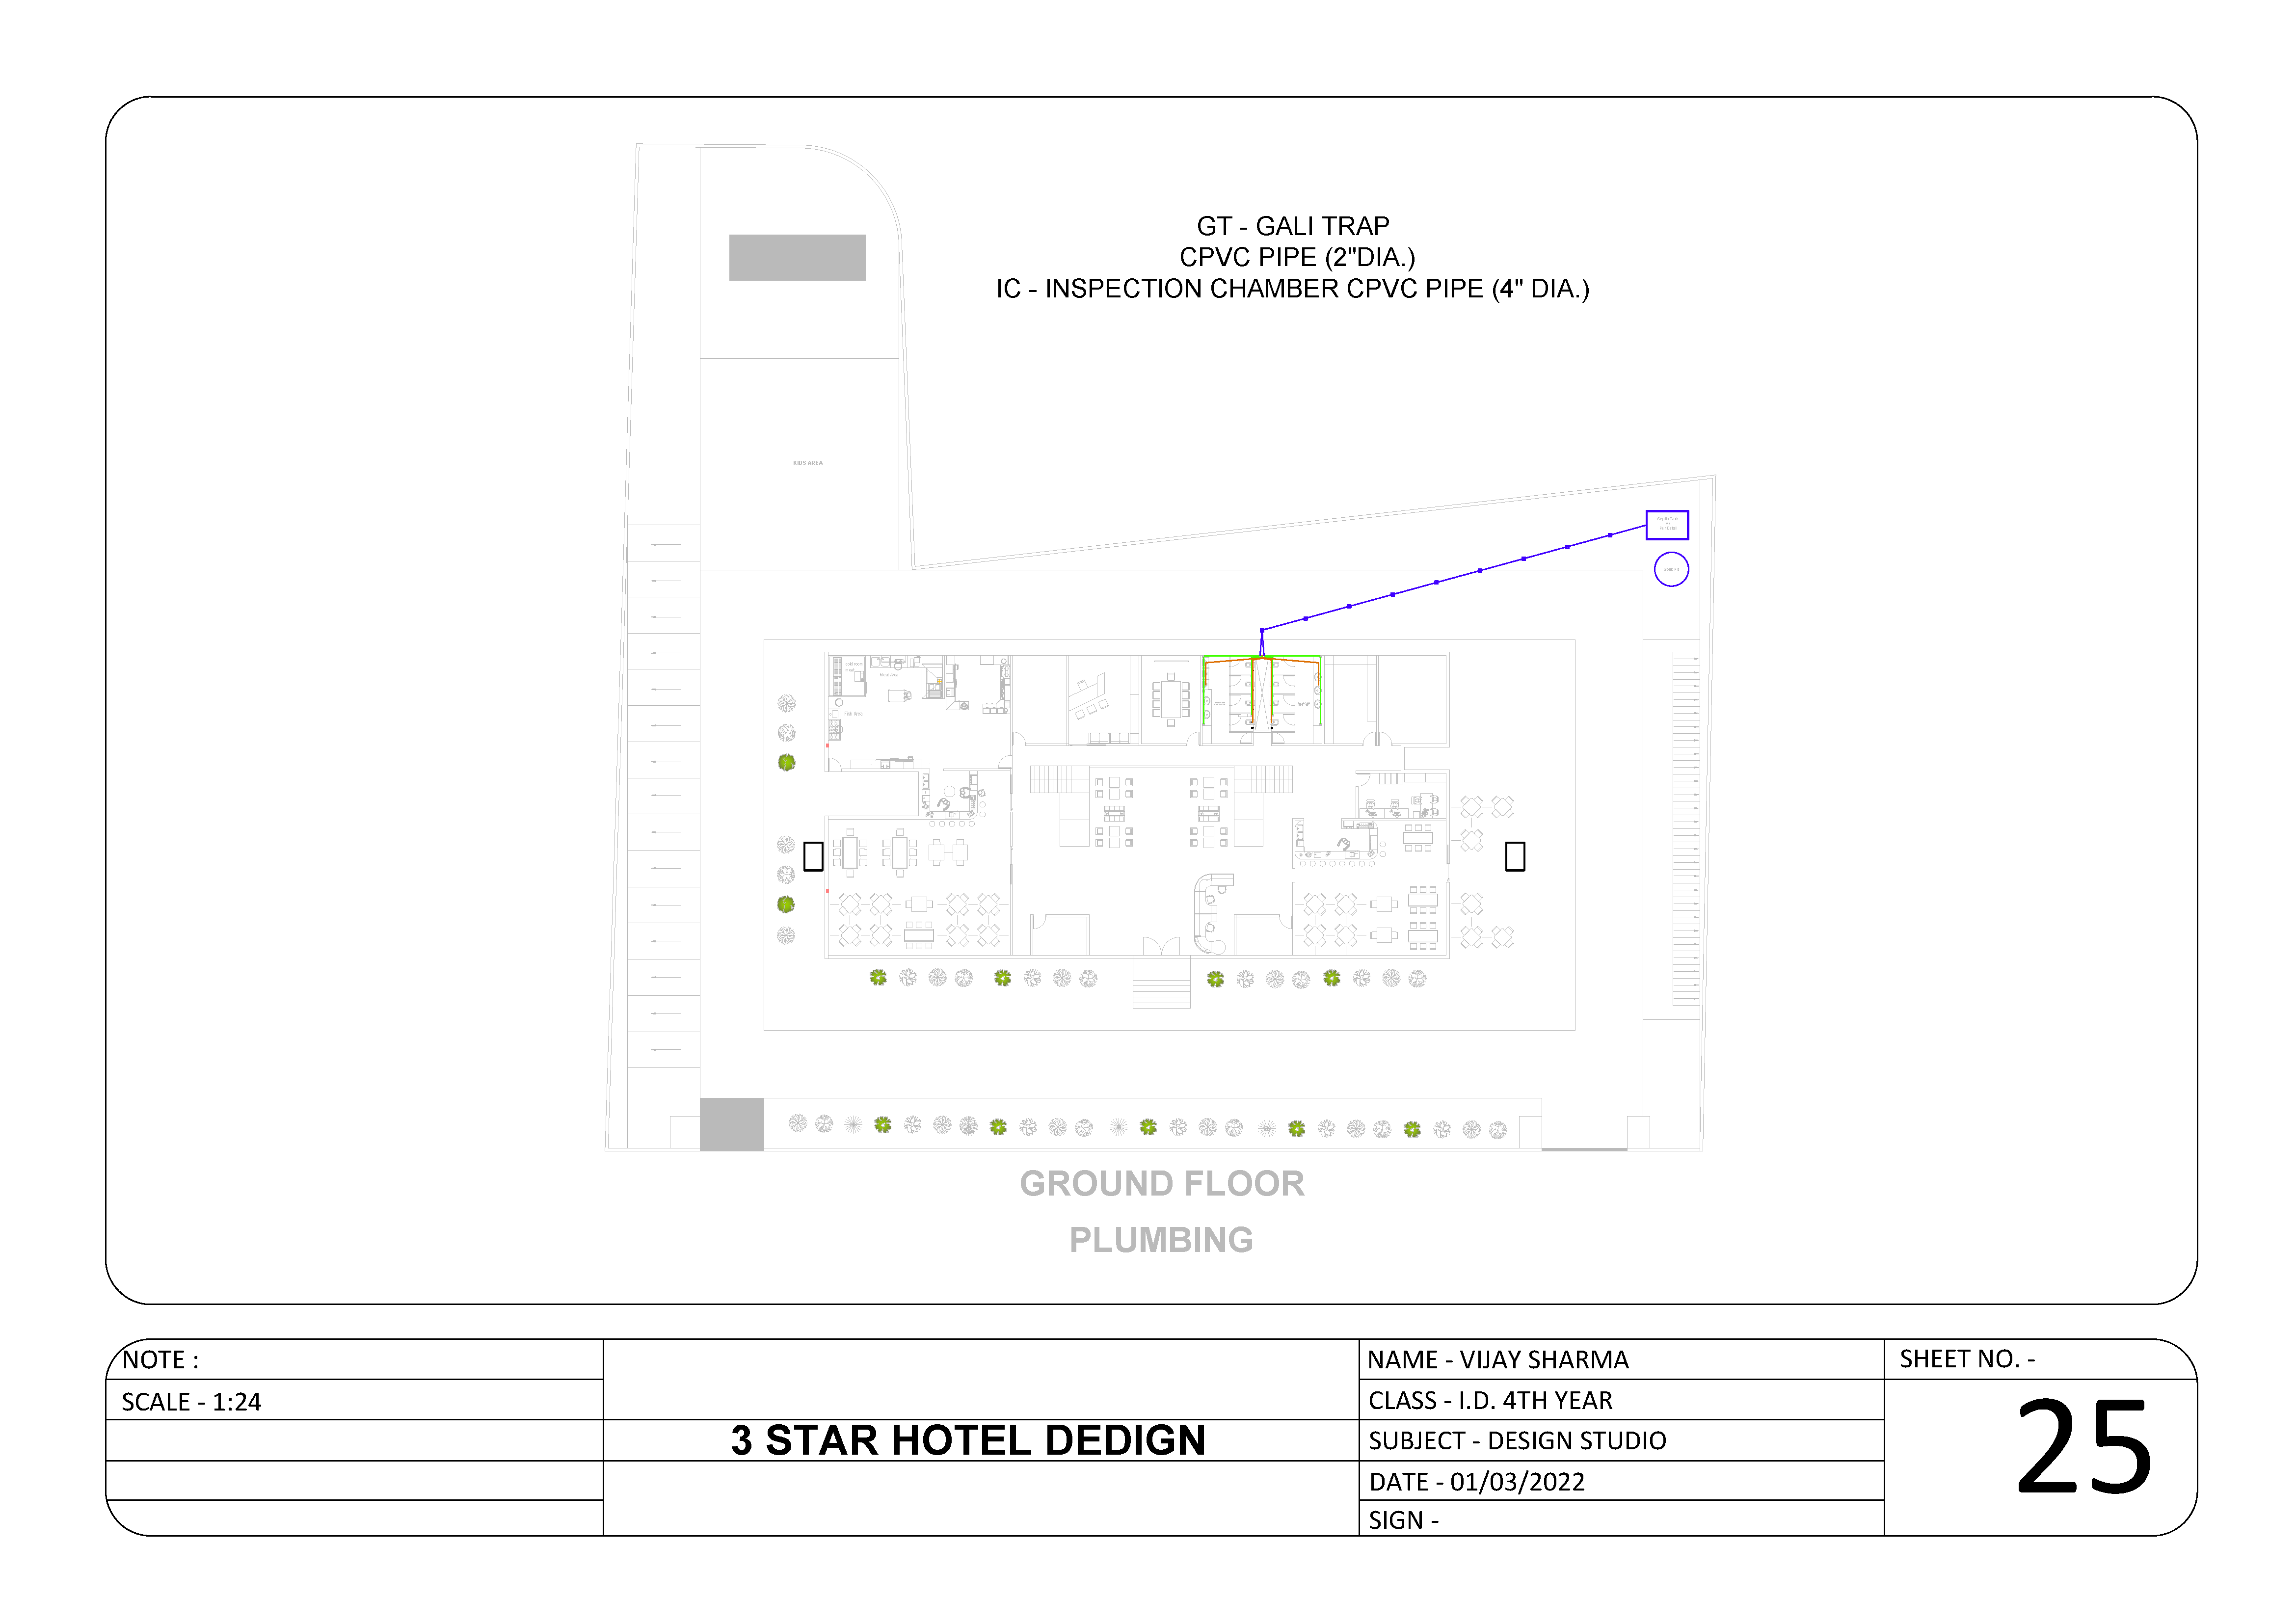 GT - GALI TRAP
CPVC PIPE (2"DIA.)
IC - INSPECTION CHAMBER CPVC PIPE (4" DIA.)
KIDS AREA
GROUND FLOOR
PLUMBING
NOTE :
SCALE - 1:24
3 STAR HOTEL DEDIGN
NAME - VIJAY SHARMA
CLASS - I.D. 4TH YEAR
SUBJECT - DESIGN STUDIO
DATE - 01/03/2022
SIGN -
SHEET NO. -
25